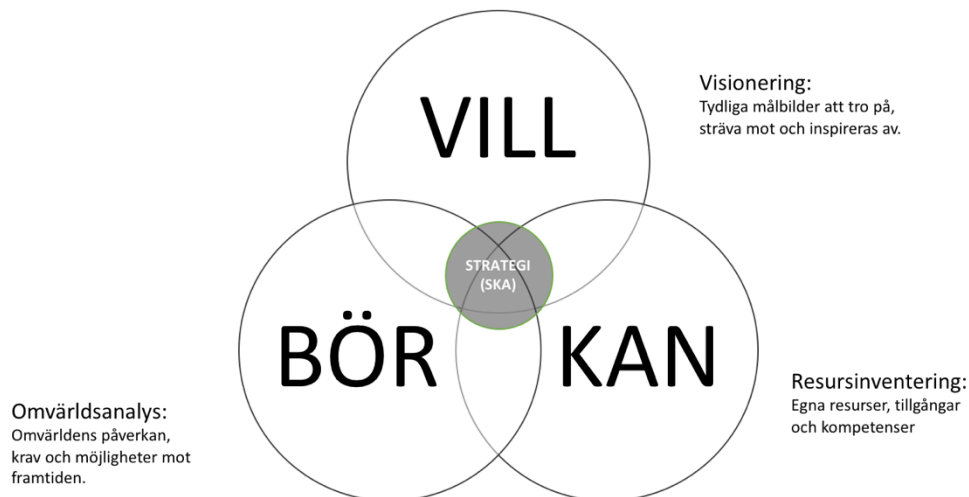 VILL
Visionering:
Tydliga målbilder att tro på,
sträva mot och inspireras av.
STRATEGI
(SKA)
BÖR
KAN
Omvärldsanalys:
Omvärldens påverkan,
krav och möjligheter mot
framtiden.
Resursinventering:
Egna resurser, tillgångar
och kompetenser